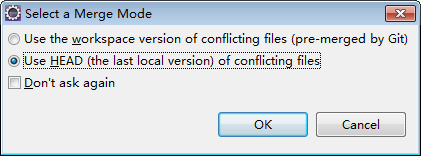 Select a Merge Mode
Use the workspace version of conflicting files (pre-merged by Git)
Use HEAD (the last local version) of conflicting files
Don't ask again
OK
Cancel